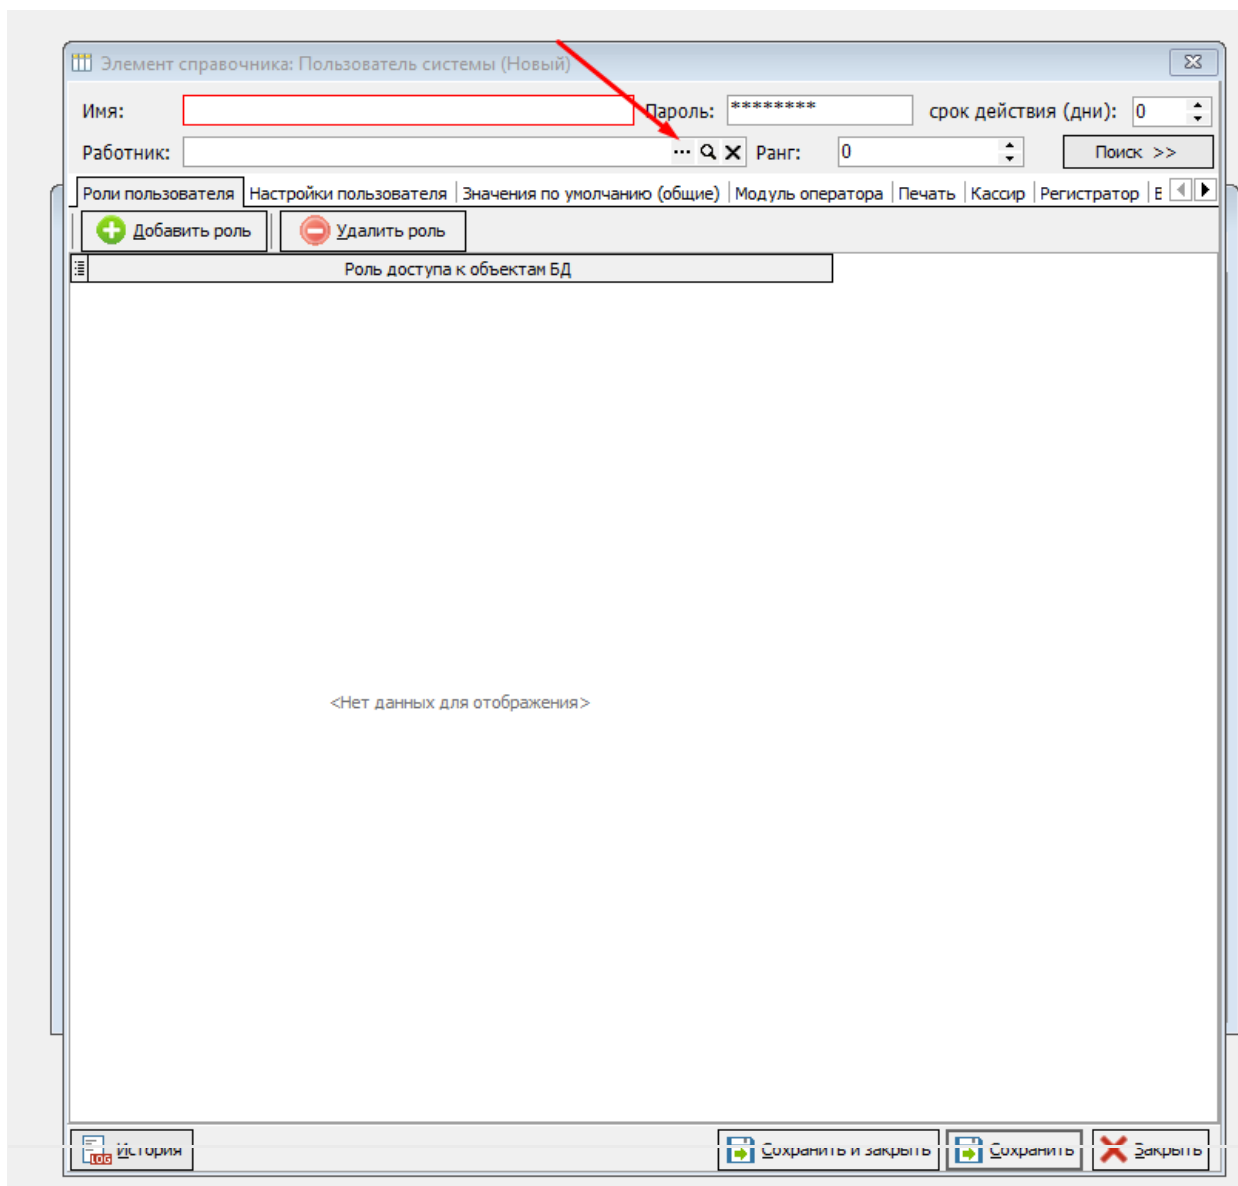 Элемент справочника: Пользователь системы (Новый)
Имя: Пароль: ******** срок действия (дни): 0
Работник: ... Ранг: 0 Поиск >>
Роли пользователя Настройки пользователя Значения по умолчанию (общие) Модуль оператора Печать Кассир Регистратор
Добавить роль Удалить роль
Роль доступа к объектам БД
<Нет данных для отображения>
LOG История Сохранить и закрыть Сохранить Закрыть